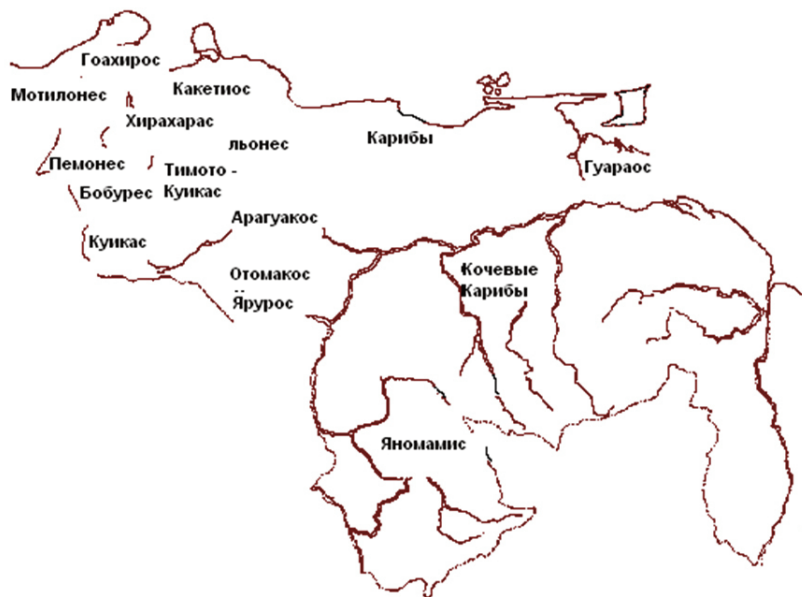 Гоахирос
Мотилонес
Какетиос
Хирахарас
льонес
Карибы
Пемонес
Тимото -
Куикас
Гуараос
Бобурес
Арагуакос
Куикас
Отомакос
Ярурос
Кочевые
Карибы
Яномамис